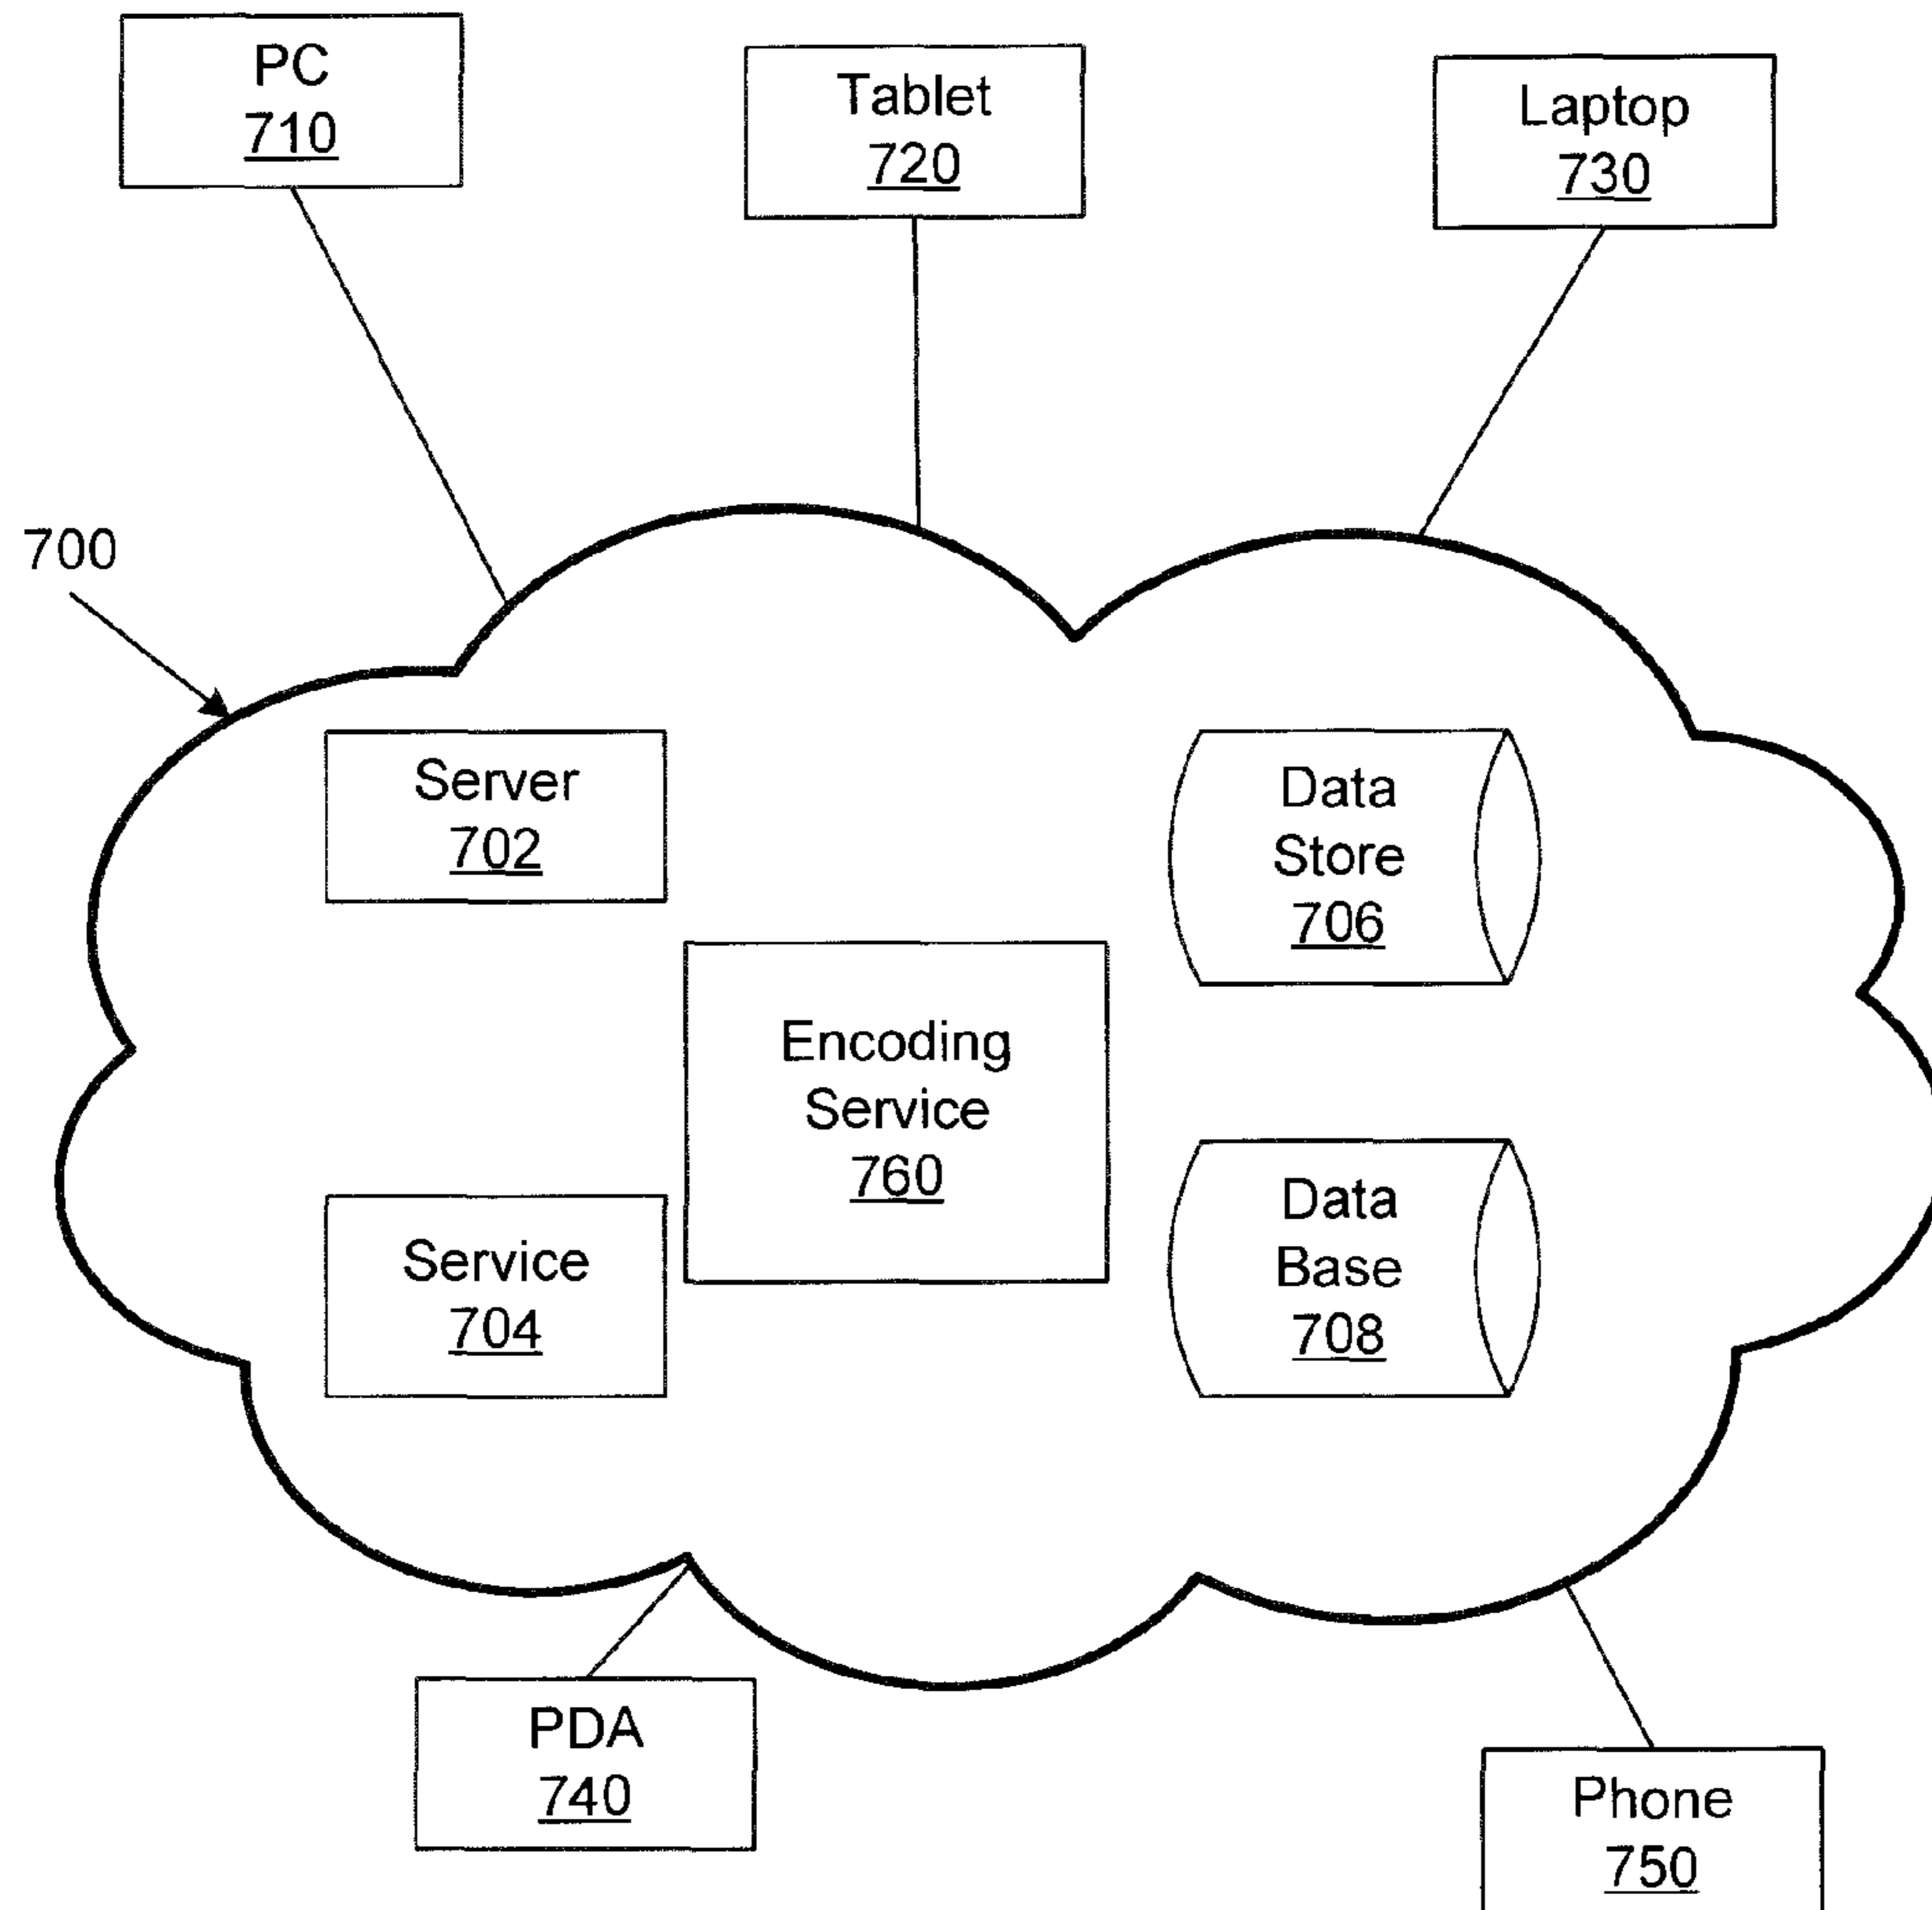 PC
710
Tablet
720
Laptop
730
700
Server
702
Data
Store
706
Encoding
Service
760
Service
704
Data
Base
708
PDA
740
Phone
750